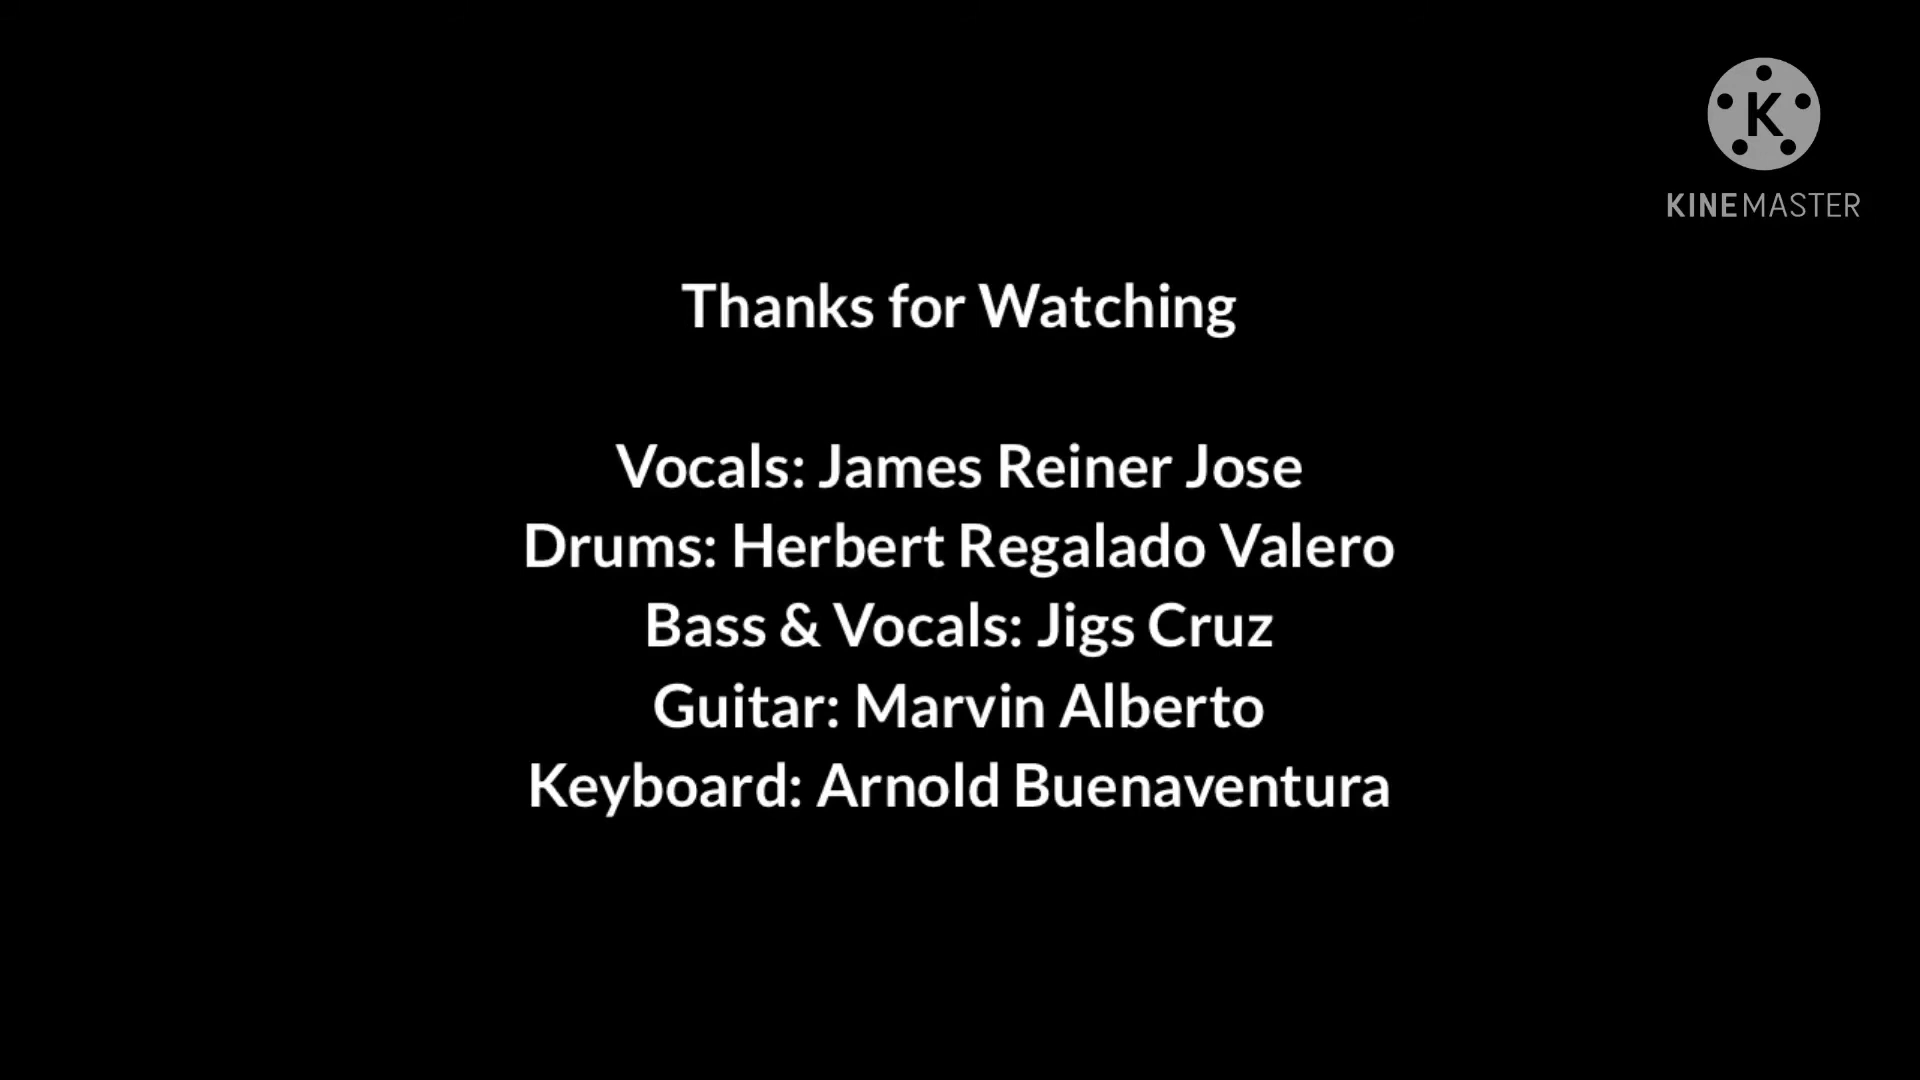 K
KINEMASTER
Thanks for Watching
Vocals: James Reiner Jose
Drums: Herbert Regalado Valero
Bass & Vocals: Jigs Cruz
Guitar: Marvin Alberto
Keyboard: Arnold Buenaventura